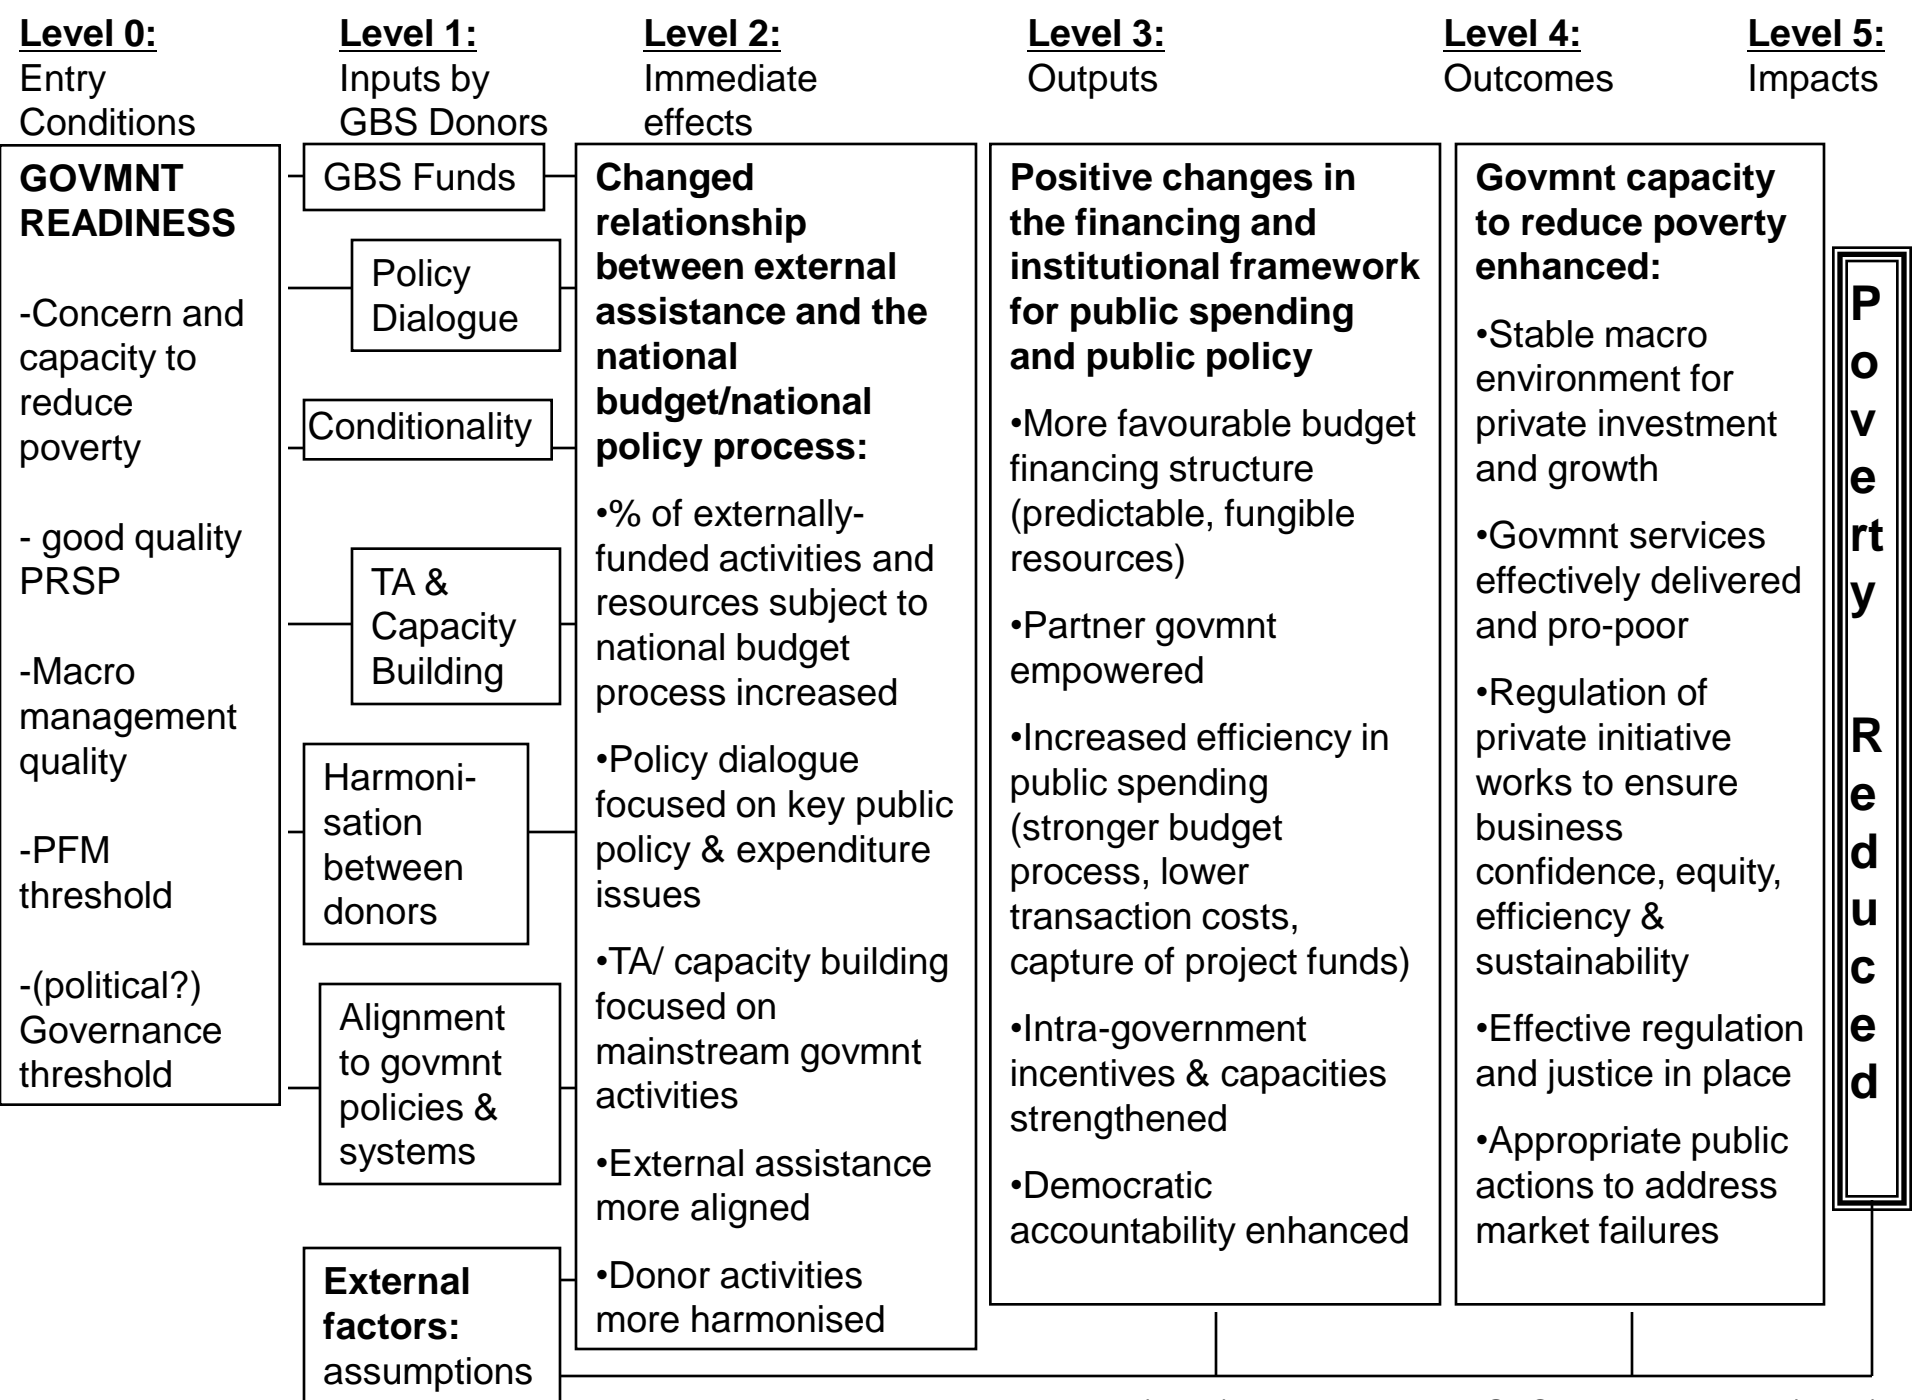 Level 0:
Entry
Conditions
Level 1:
Inputs by
GBS Donors
Level 2:
Immediate
effects
Level 3:
Outputs
Level 4:
Outcomes
Level 5:
Impacts
GOVMNT
READINESS
-Concern and
capacity to
reduce
poverty
- good quality
PRSP
-Macro
management
quality
-PFM
threshold
-(political?)
Governance
threshold
GBS Funds
Policy
Dialogue
Conditionality
TA &
Capacity
Building
Harmoni-
sation
between
donors
Alignment
to govmnt
policies &
systems
External
factors:
assumptions
Changed
relationship
between external
assistance and the
national
budget/national
policy process:
•% of externally-
funded activities and
resources subject to
national budget
process increased
•Policy dialogue
focused on key public
policy & expenditure
issues
•TA/ capacity building
focused on
mainstream govmnt
activities
•External assistance
more aligned
•Donor activities
more harmonised
Positive changes in
the financing and
institutional framework
for public spending
and public policy
•More favourable budget
financing structure
(predictable, fungible
resources)
•Partner govmnt
empowered
•Increased efficiency in
public spending
(stronger budget
process, lower
transaction costs,
capture of project funds)
•Intra-government
incentives & capacities
strengthened
•Democratic
accountability enhanced
Govmnt capacity
to reduce poverty
enhanced:
•Stable macro
environment for
private investment
and growth
•Govmnt services
effectively delivered
and pro-poor
•Regulation of
private initiative
works to ensure
business
confidence, equity,
efficiency &
sustainability
•Effective regulation
and justice in place
•Appropriate public
actions to address
market failures
P
o
v
e
rt
y
R
e
d
u
c
e
d